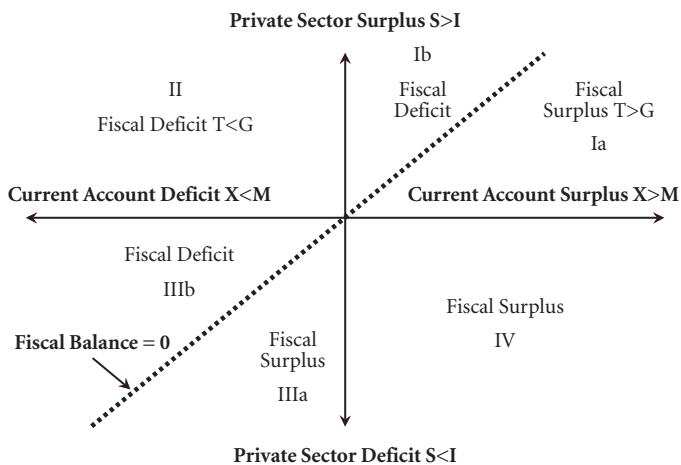 Private Sector Surplus S>I
Ib
II
Fiscal
Deficit
Fiscal
Surplus T>G
Fiscal Deficit T<G
Ia
Current Account Deficit X<M
Current Account Surplus X>M
Fiscal Deficit
IIIb
Fiscal Surplus
IV
Fiscal Balance = 0
Fiscal
Surplus
IIIa
Private Sector Deficit S<I